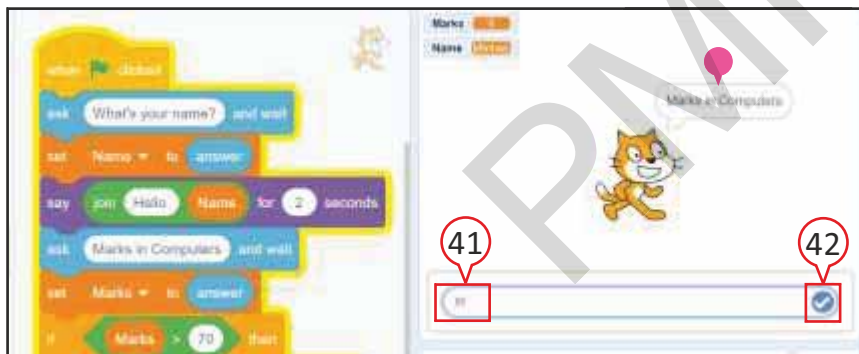 when clicked
ask What's your name? and wait
set Name to answer
say join Hello Name for 2 seconds
ask Marks in Computers and wait
set Marks to answer
if Marks > 70 then
Marks
Name
Marks in Computers
41
42
PM